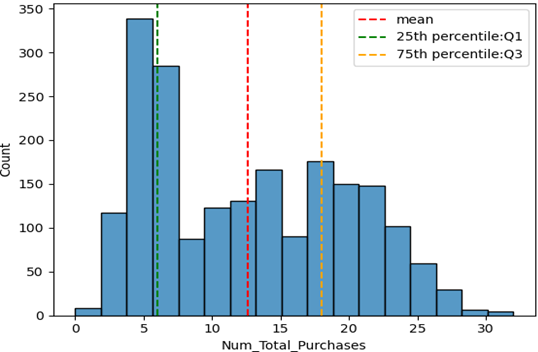 350
300
250
200
150
100
50
0
Count
mean
25th percentile:Q1
75th percentile:Q3
0 5 10 15 20 25 30
Num_Total_Purchases